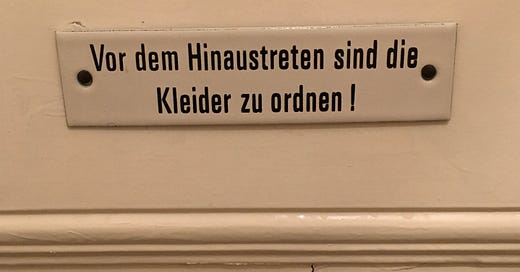 Vor dem Hinaustreten sind die
Kleider zu ordnen !